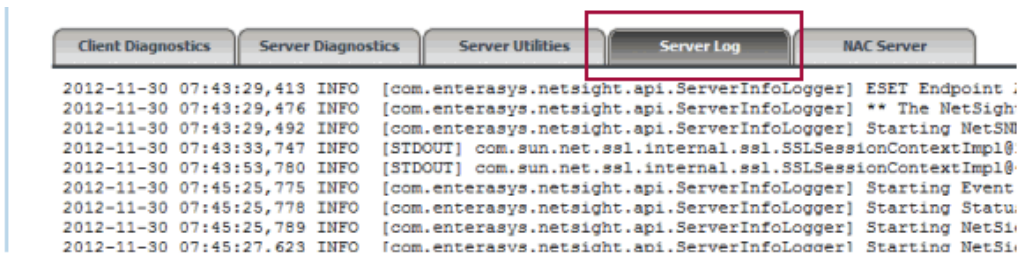 Client Diagnostics Server Diagnostics Server Utilities Server Log NAC Server
2012-11-30 07:43:29,413 INFO [com.enterasys.netsight.api.ServerInfoLogger] ESET Endpoint
2012-11-30 07:43:29,476 INFO [com.enterasys.netsight.api.ServerInfoLogger] ** The NetSight
2012-11-30 07:43:29,492 INFO [com.enterasys.netsight.api.ServerInfoLogger] Starting NetSN
2012-11-30 07:43:33,747 INFO [STDOUT] com.sun.net.ssl.internal.ssl.SSLSessionContextImpl@
2012-11-30 07:43:53,780 INFO [STDOUT] com.sun.net.ssl.internal.ssl.SSLSessionContextImpl@
2012-11-30 07:45:25,775 INFO [com.enterasys.netsight.api.ServerInfoLogger] Starting Event
2012-11-30 07:45:25,778 INFO [com.enterasys.netsight.api.ServerInfoLogger] Starting Statu
2012-11-30 07:45:25,789 INFO [com.enterasys.netsight.api.ServerInfoLogger] Starting NetSi
2012-11-30 07:45:27,623 INFO [com.enterasys.netsight.api.ServerInfoLogger] Starting NetSi